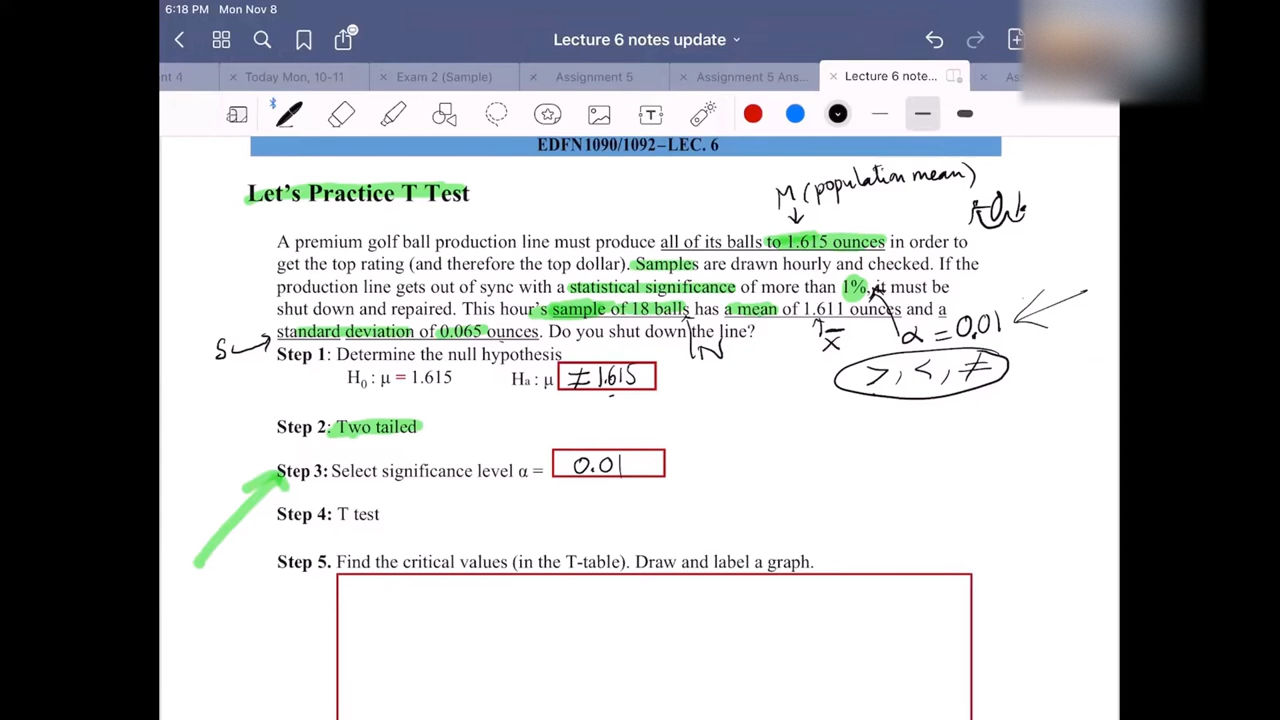 6:18 PM Mon Nov 8
Lecture 6 notes update
nt 4
Today Mon, 10-11
Exam 2 (Sample)
Assignment 5
Assignment 5 Ans...
Lecture 6 note...
EDFN1090/1092–LEC. 6
M (population mean)
Let's Practice T Test
A premium golf ball production line must produce all of its balls to 1.615 ounces in order to
get the top rating (and therefore the top dollar). Samples are drawn hourly and checked. If the
production line gets out of sync with a statistical significance of more than 1%, it must be
shut down and repaired. This hour's sample of 18 balls has a mean of 1.611 ounces and a
standard deviation of 0.065 ounces. Do you shut down the line?
S
N
x̄
α = 0.01
>, <, ≠
Step 1: Determine the null hypothesis
H₀ : μ = 1.615 Ha : μ ≠ 1.615
Step 2: Two tailed
Step 3: Select significance level α = 0.01
Step 4: T test
Step 5. Find the critical values (in the T-table). Draw and label a graph.